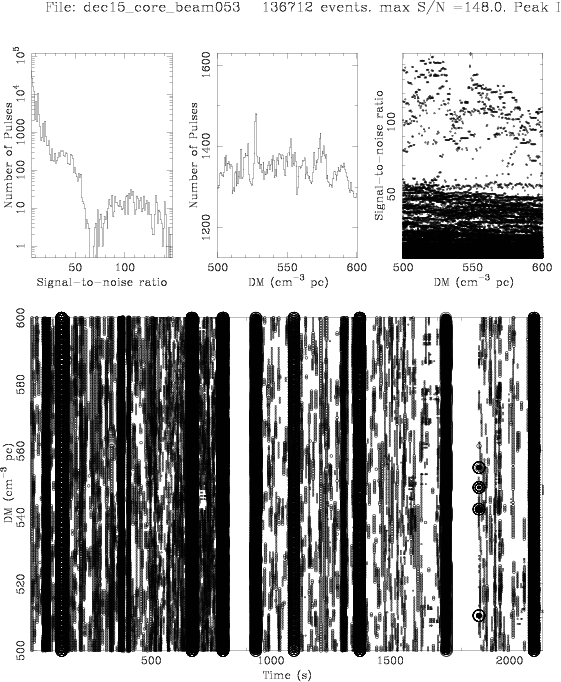 File: dec15_core_beam053 136712 events. max S/N =148.0. Peak I
Number of Pulses
1 10 100 1000 10⁴ 10⁵
50 100
Signal−to−noise ratio
Number of Pulses
1200 1400 1600
500 550 600
DM (cm⁻³ pc)
Signal−to−noise ratio
50 100
500 550 600
DM (cm⁻³ pc)
DM (cm⁻³ pc)
500 520 540 560 580 600
500 1000 1500 2000
Time (s)